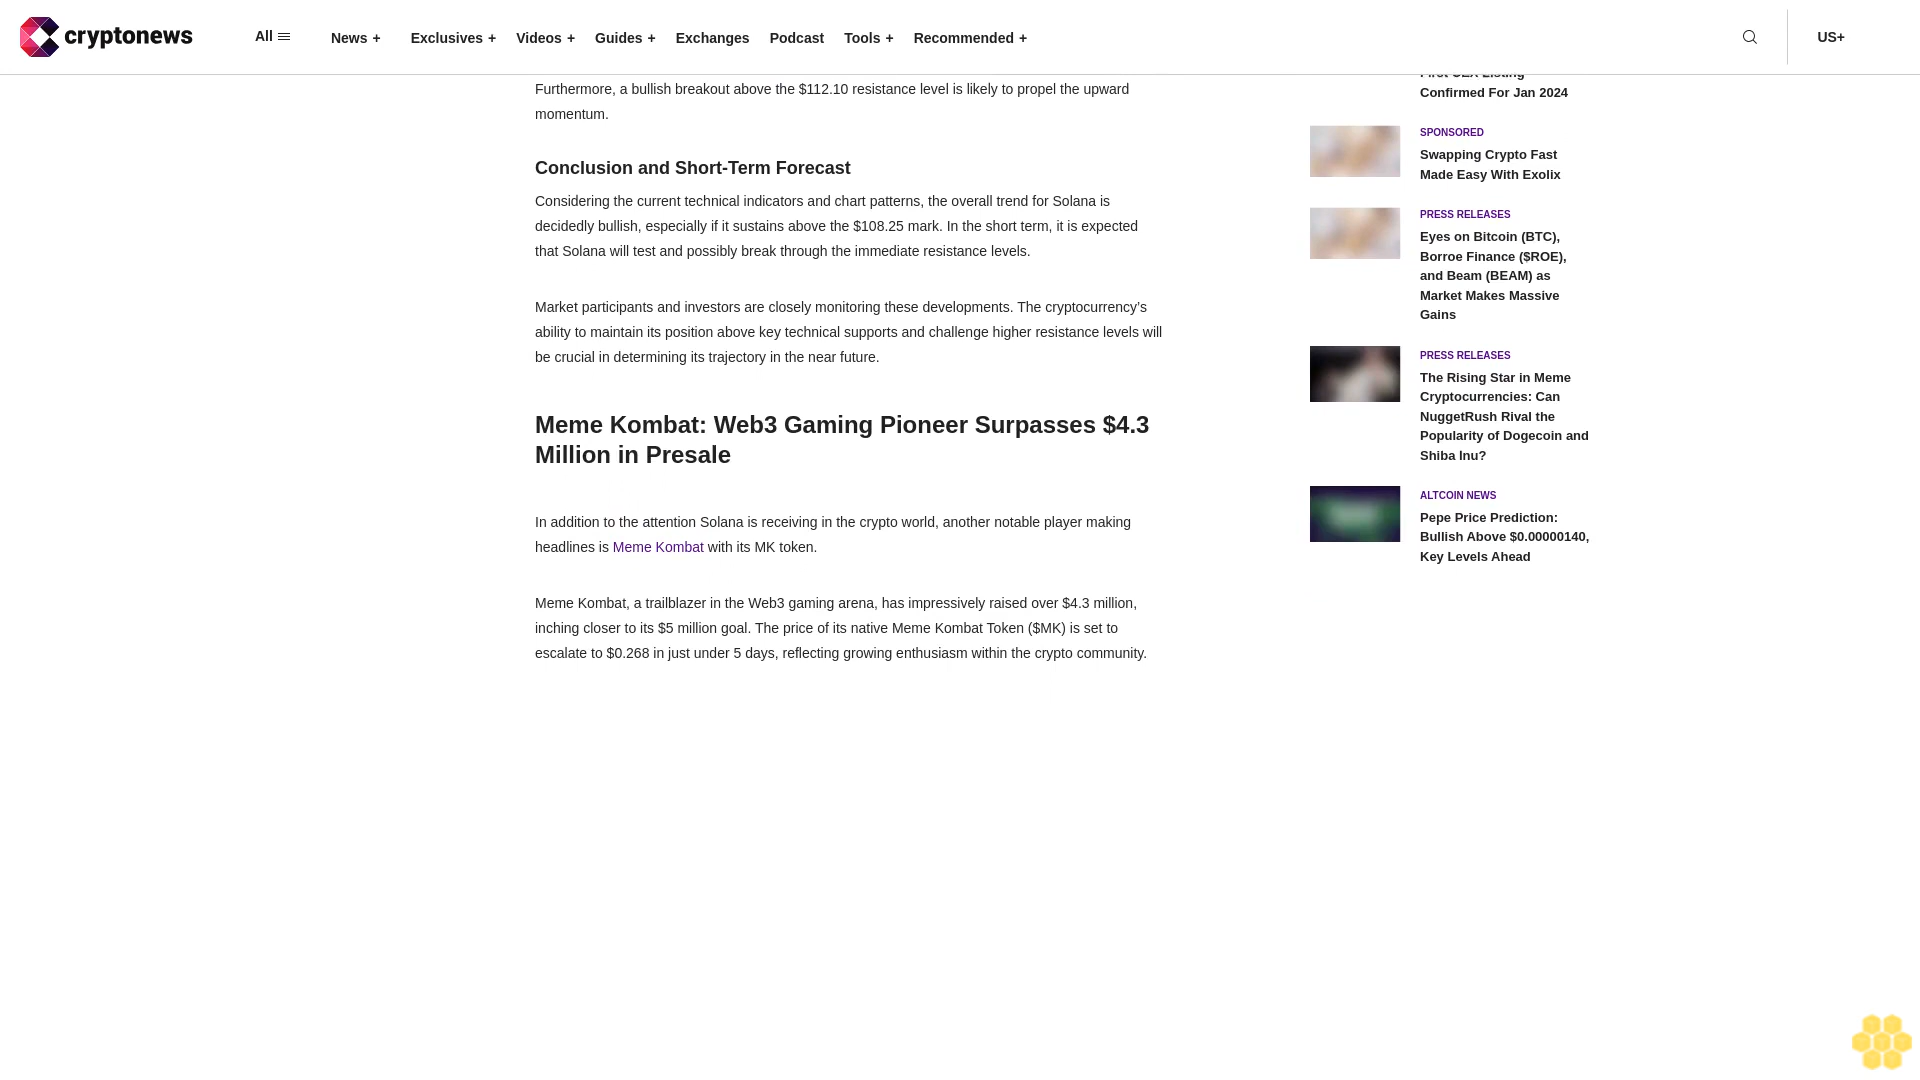 cryptonews
All
News +
Exclusives +
Videos +
Guides +
Exchanges
Podcast
Tools +
Recommended +
US+
Furthermore, a bullish breakout above the $112.10 resistance level is likely to propel the upward
momentum.
Conclusion and Short-Term Forecast
Considering the current technical indicators and chart patterns, the overall trend for Solana is
decidedly bullish, especially if it sustains above the $108.25 mark. In the short term, it is expected
that Solana will test and possibly break through the immediate resistance levels.
Market participants and investors are closely monitoring these developments. The cryptocurrency’s
ability to maintain its position above key technical supports and challenge higher resistance levels will
be crucial in determining its trajectory in the near future.
Meme Kombat: Web3 Gaming Pioneer Surpasses $4.3
Million in Presale
In addition to the attention Solana is receiving in the crypto world, another notable player making
headlines is Meme Kombat with its MK token.
Meme Kombat, a trailblazer in the Web3 gaming arena, has impressively raised over $4.3 million,
inching closer to its $5 million goal. The price of its native Meme Kombat Token ($MK) is set to
escalate to $0.268 in just under 5 days, reflecting growing enthusiasm within the crypto community.
First CEX Listing
Confirmed For Jan 2024
SPONSORED
Swapping Crypto Fast
Made Easy With Exolix
PRESS RELEASES
Eyes on Bitcoin (BTC),
Borroe Finance ($ROE),
and Beam (BEAM) as
Market Makes Massive
Gains
PRESS RELEASES
The Rising Star in Meme
Cryptocurrencies: Can
NuggetRush Rival the
Popularity of Dogecoin and
Shiba Inu?
ALTCOIN NEWS
Pepe Price Prediction:
Bullish Above $0.00000140,
Key Levels Ahead